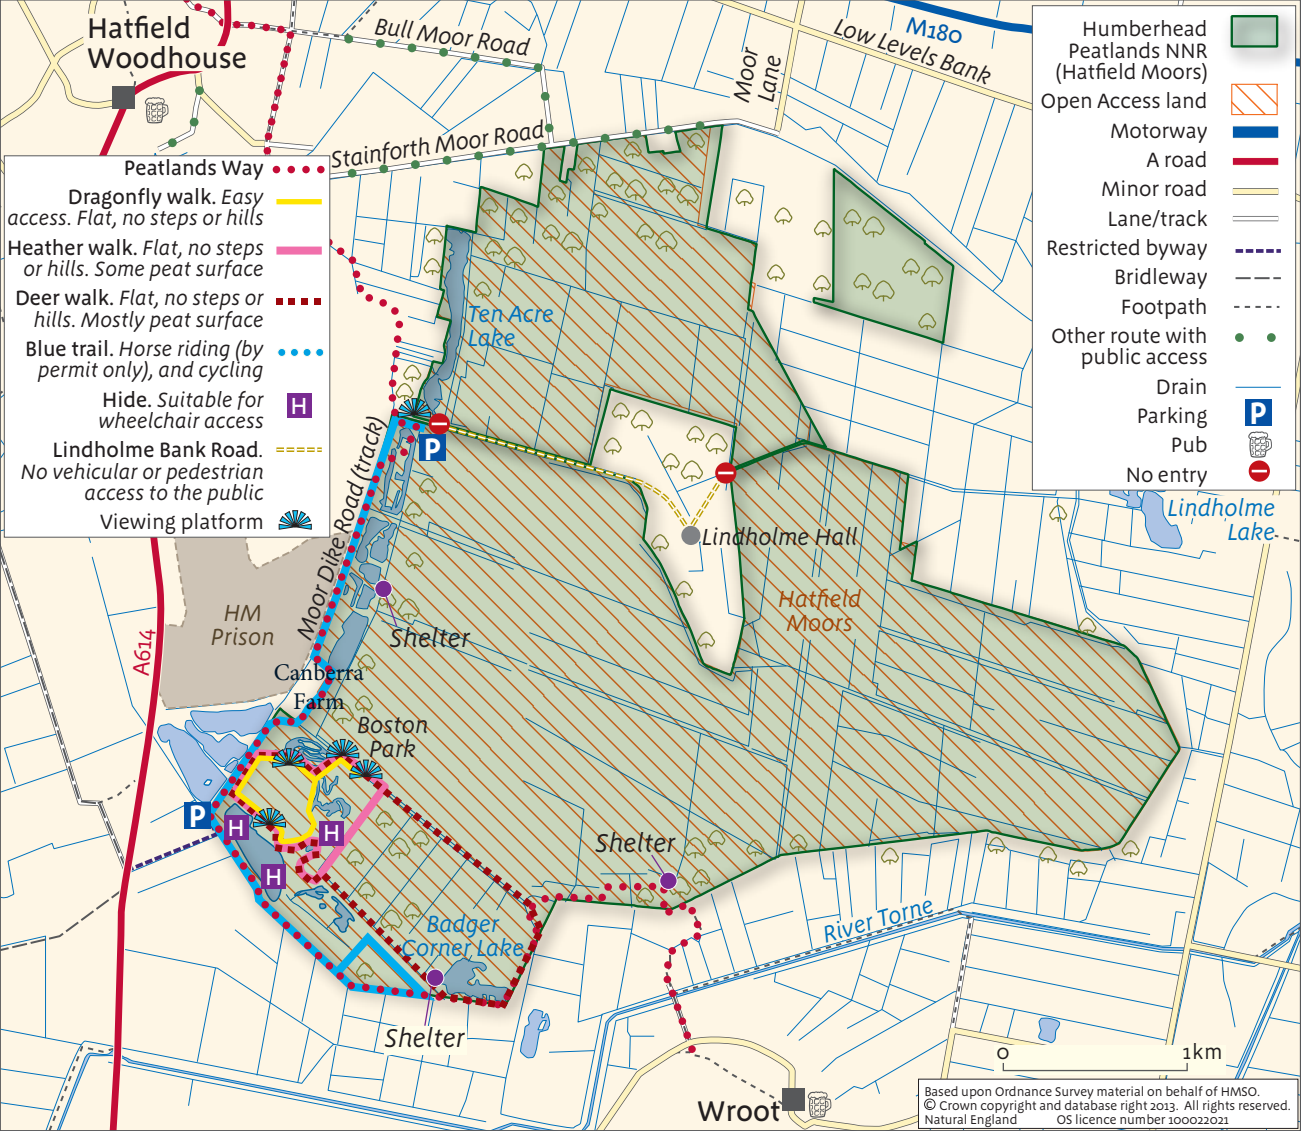 Hatfield
Woodhouse
Bull Moor Road
Stainforth Moor Road
Moor
Lane
M180
Low Levels Bank
Humberhead
Peatlands NNR
(Hatfield Moors)
Open Access land
Motorway
A road
Minor road
Lane/track
Restricted byway
Bridleway
Footpath
Other route with
public access
Drain
Parking
P
Pub
No entry
Peatlands Way
Dragonfly walk. Easy
access. Flat, no steps or hills
Heather walk. Flat, no steps
or hills. Some peat surface
Deer walk. Flat, no steps or
hills. Mostly peat surface
Blue trail. Horse riding (by
permit only), and cycling
Hide. Suitable for
wheelchair access
H
Lindholme Bank Road.
No vehicular or pedestrian
access to the public
Viewing platform
Ten Acre
Lake
P
Moor Dike Road (track)
Lindholme
Lake
Lindholme Hall
Hatfield
Moors
HM
Prison
A614
Shelter
Canberra
Farm
Boston
Park
P
H
H
H
Shelter
Badger
Corner Lake
River Torne
Shelter
0 1km
Wroot
Based upon Ordnance Survey material on behalf of HMSO.
© Crown copyright and database right 2013. All rights reserved.
Natural England OS licence number 100022021